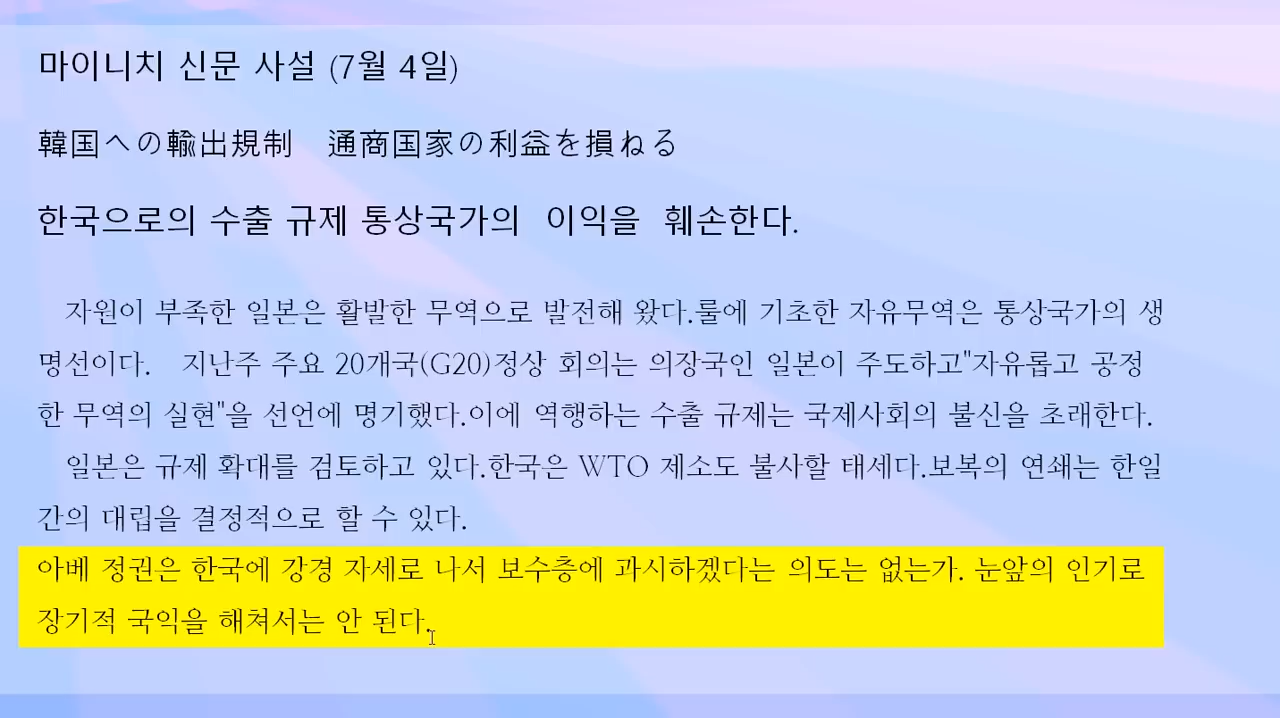 마이니치 신문 사설 (7월 4일)
韓国への輸出規制　通商国家の利益を損ねる
한국으로의 수출 규제 통상국가의 이익을 훼손한다.
자원이 부족한 일본은 활발한 무역으로 발전해 왔다.룰에 기초한 자유무역은 통상국가의 생
명선이다. 지난주 주요 20개국(G20)정상 회의는 의장국인 일본이 주도하고"자유롭고 공정
한 무역의 실현"을 선언에 명기했다.이에 역행하는 수출 규제는 국제사회의 불신을 초래한다.
일본은 규제 확대를 검토하고 있다.한국은 WTO 제소도 불사할 태세다.보복의 연쇄는 한일
간의 대립을 결정적으로 할 수 있다.
아베 정권은 한국에 강경 자세로 나서 보수층에 과시하겠다는 의도는 없는가. 눈앞의 인기로
장기적 국익을 해쳐서는 안 된다.